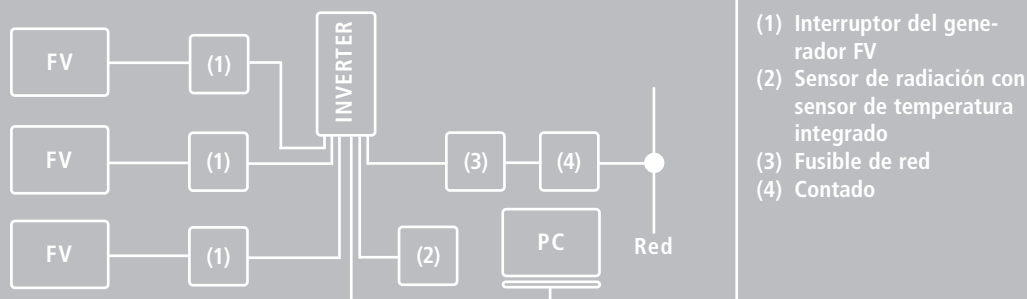 FV
(1)
INVERTER
FV
(1)
(3)
(4)
FV
(1)
(2)
PC
Red
(1) Interruptor del gene-
rador FV
(2) Sensor de radiación con
sensor de temperatura
integrado
(3) Fusible de red
(4) Contado